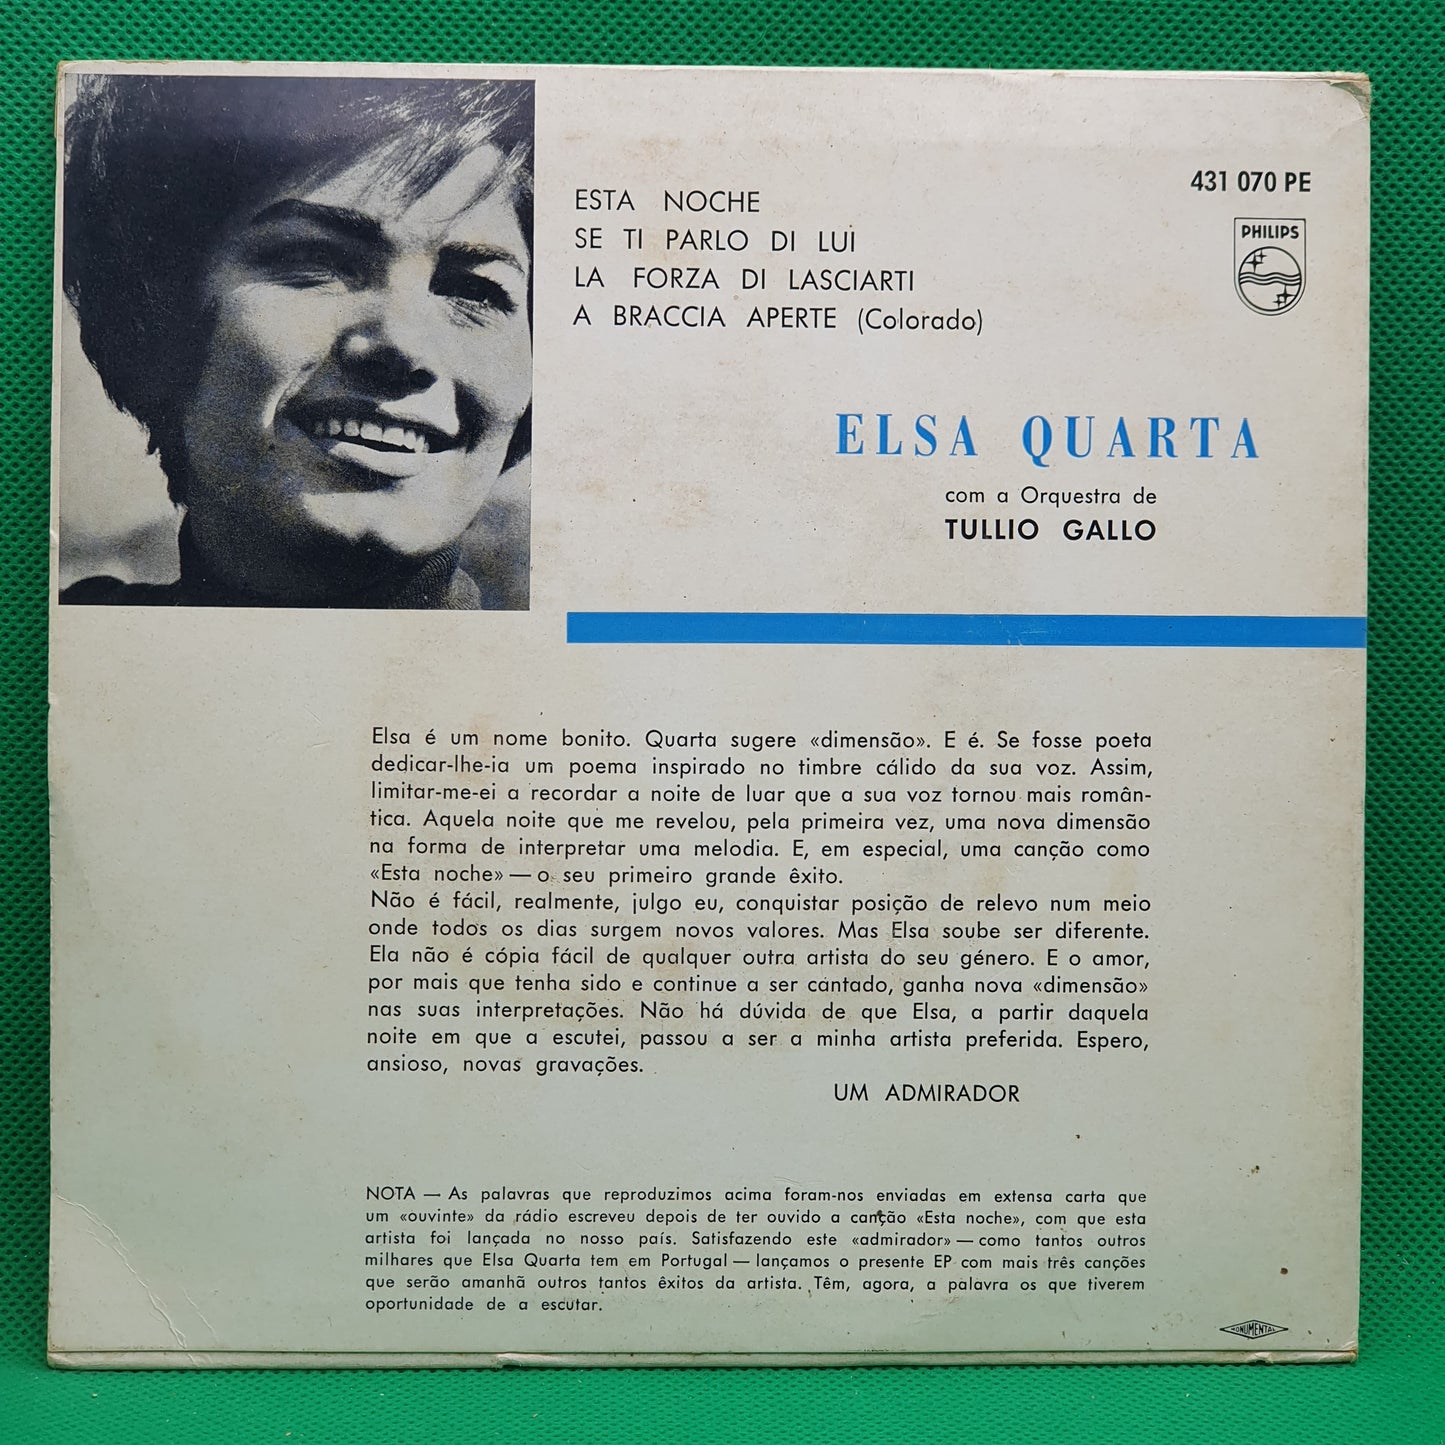 ESTA NOCHE
SE TI PARLO DI LUI
LA FORZA DI LASCIARTI
A BRACCIA APERTE (Colorado)
431 070 PE
PHILIPS
ELSA QUARTA
com a Orquestra de
TULLIO GALLO
Elsa é um nome bonito. Quarta sugere «dimensão». E é. Se fosse poeta
dedicar-lhe-ia um poema inspirado no timbre cálido da sua voz. Assim,
limitar-me-ei a recordar a noite de luar que a sua voz tornou mais român-
tica. Aquela noite que me revelou, pela primeira vez, uma nova dimensão
na forma de interpretar uma melodia. E, em especial, uma canção como
«Esta noche» — o seu primeiro grande êxito.
Não é fácil, realmente, julgo eu, conquistar posição de relevo num meio
onde todos os dias surgem novos valores. Mas Elsa soube ser diferente.
Ela não é cópia fácil de qualquer outra artista do seu género. E o amor,
por mais que tenha sido e continue a ser cantado, ganha nova «dimensão»
nas suas interpretações. Não há dúvida de que Elsa, a partir daquela
noite em que a escutei, passou a ser a minha artista preferida. Espero,
ansioso, novas gravações.
UM ADMIRADOR
NOTA — As palavras que reproduzimos acima foram-nos enviadas em extensa carta que
um «ouvinte» da rádio escreveu depois de ter ouvido a canção «Esta noche», com que esta
artista foi lançada no nosso país. Satisfazendo este «admirador» — como tantos outros
milhares que Elsa Quarta tem em Portugal — lançamos o presente EP com mais três canções
que serão amanhã outros tantos êxitos da artista. Têm, agora, a palavra os que tiverem
oportunidade de a escutar.
MONUMENTAL